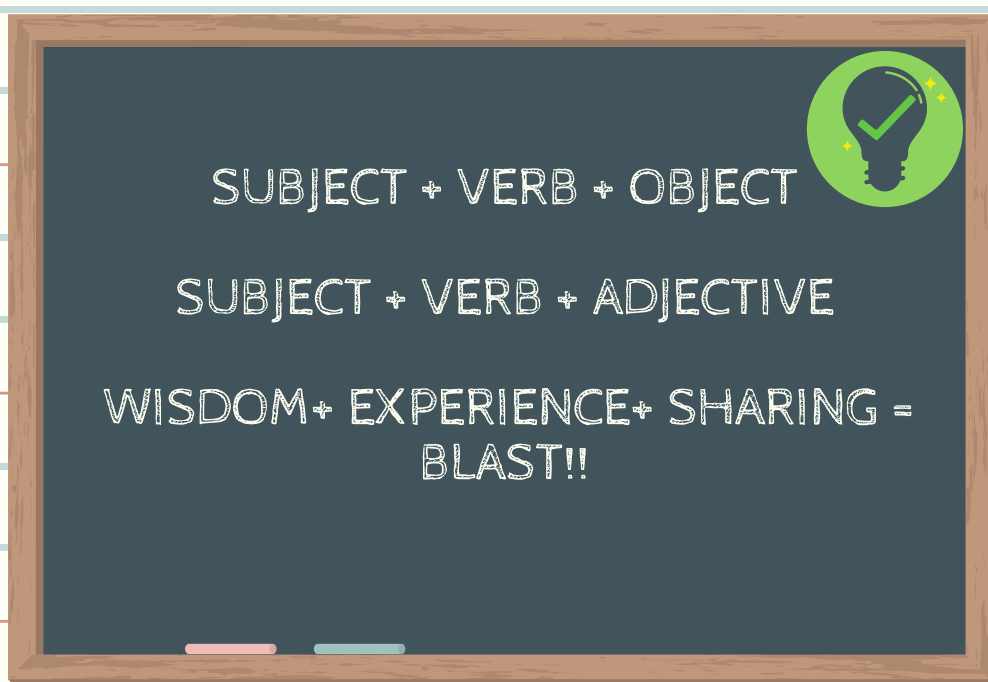 SUBJECT + VERB + OBJECT
SUBJECT + VERB + ADJECTIVE
WISDOM+ EXPERIENCE+ SHARING =
BLAST!!